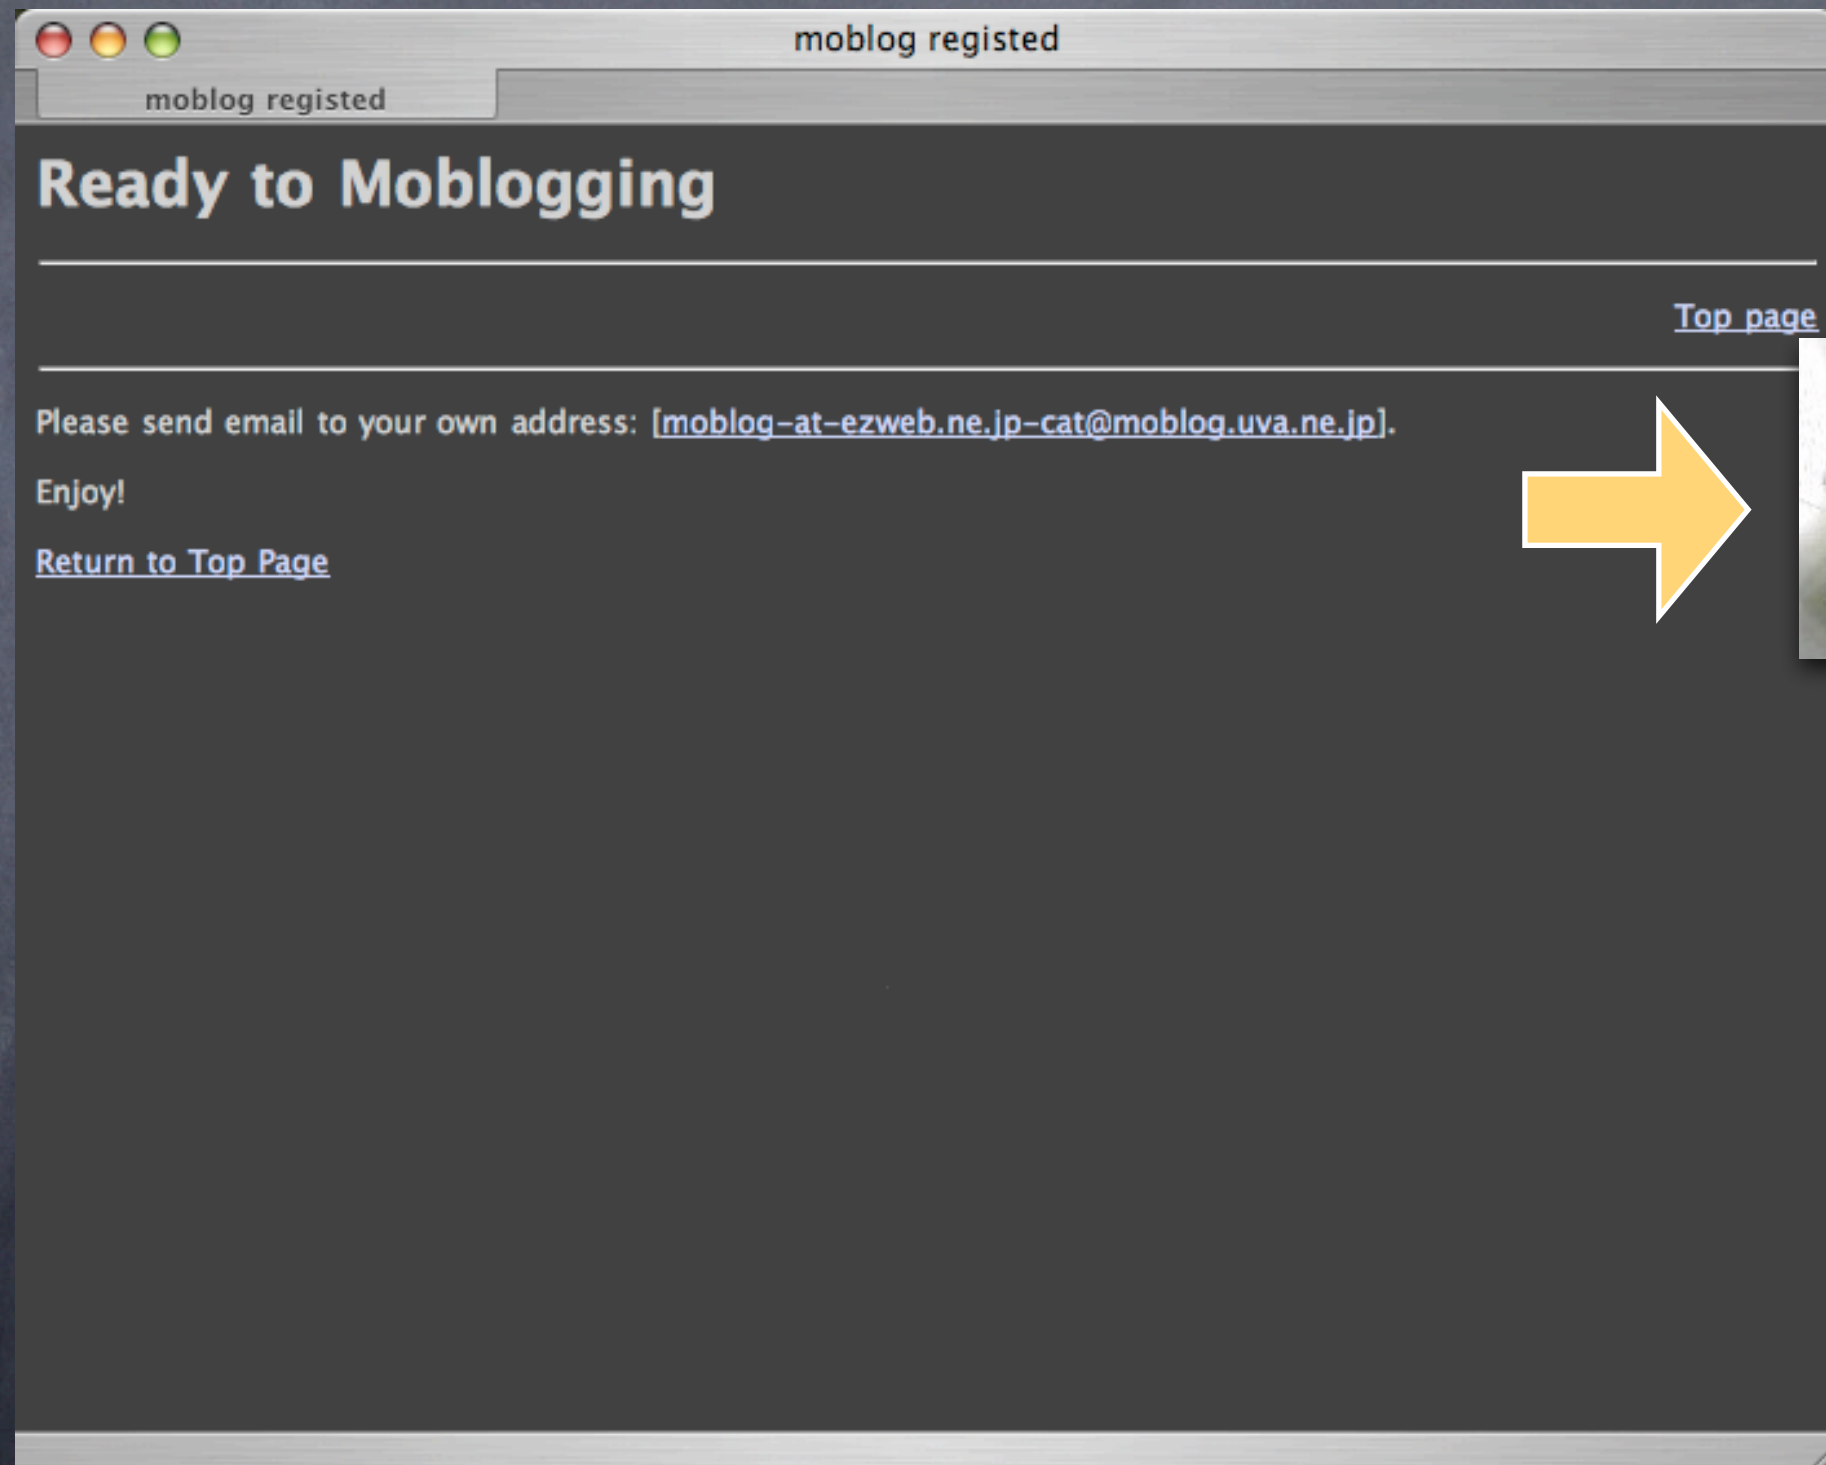 moblog registed
moblog registed
Ready to Moblogging
Top page
Please send email to your own address: [moblog-at-ezweb.ne.jp-cat@moblog.uva.ne.jp].
Enjoy!
Return to Top Page